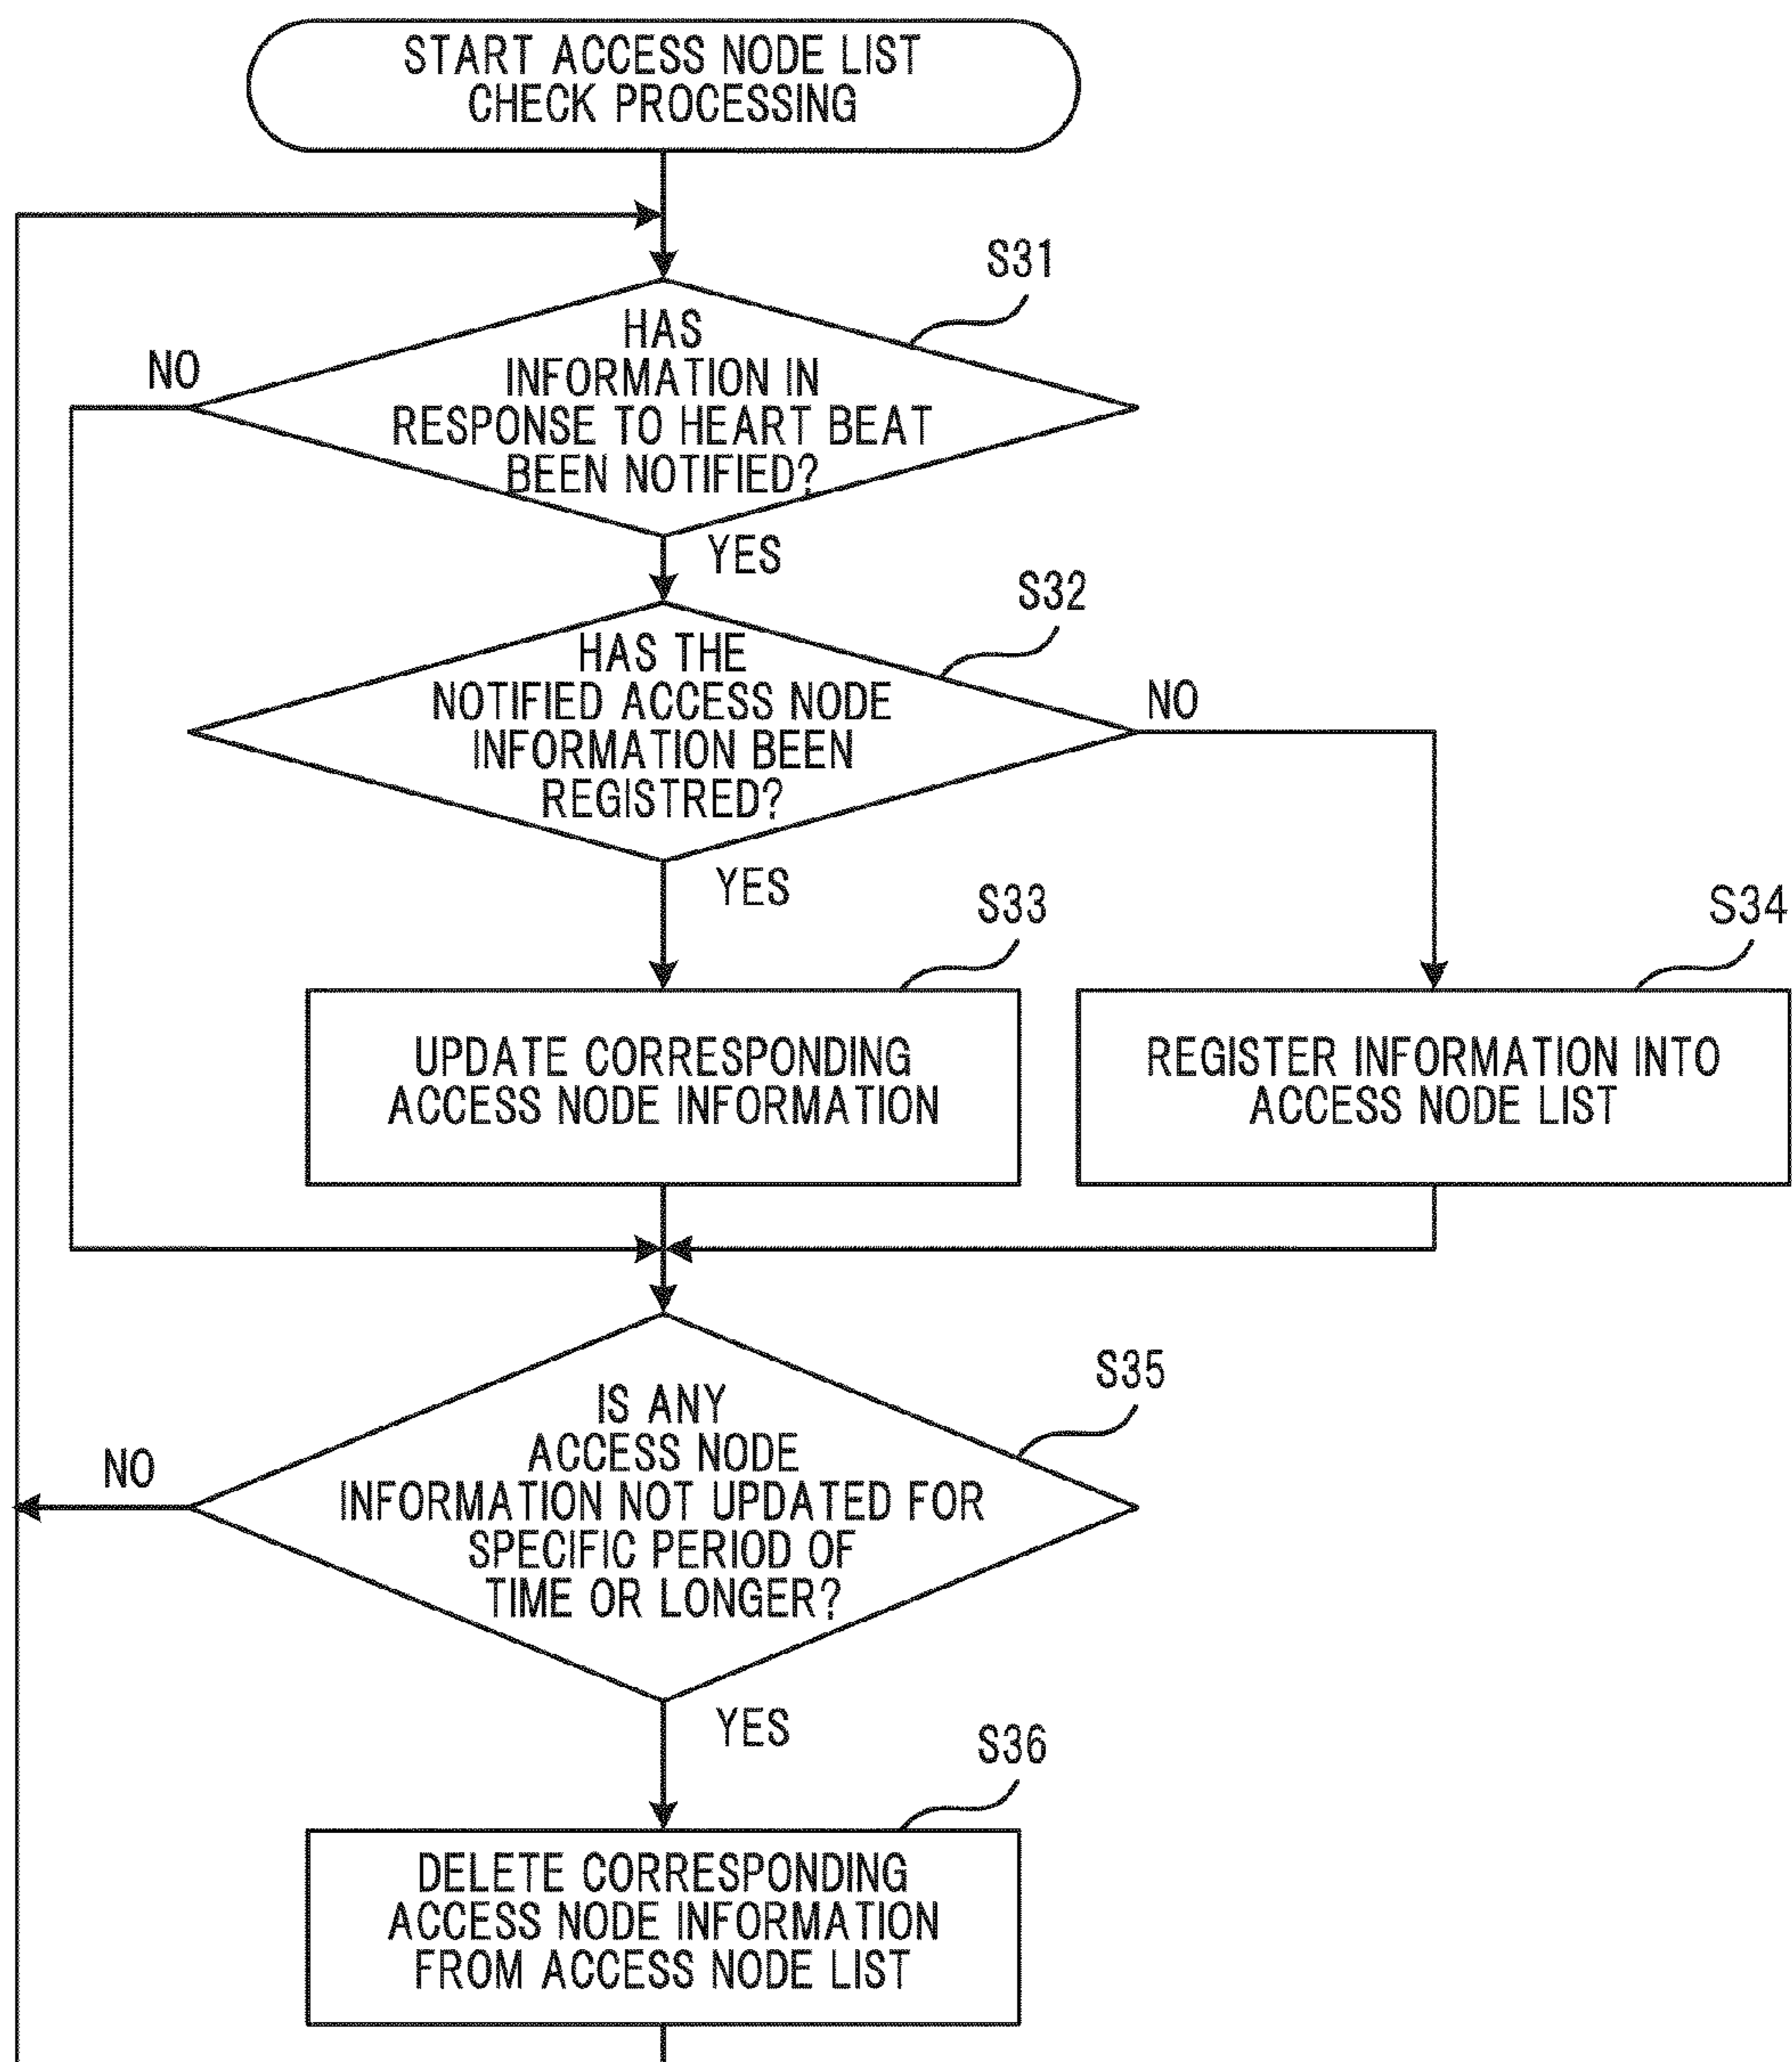 START ACCESS NODE LIST
CHECK PROCESSING
S31
HAS
INFORMATION IN
RESPONSE TO HEART BEAT
BEEN NOTIFIED?
NO
YES
S32
HAS THE
NOTIFIED ACCESS NODE
INFORMATION BEEN
REGISTRED?
NO
YES
S33
S34
UPDATE CORRESPONDING
ACCESS NODE INFORMATION
REGISTER INFORMATION INTO
ACCESS NODE LIST
S35
IS ANY
ACCESS NODE
INFORMATION NOT UPDATED FOR
SPECIFIC PERIOD OF
TIME OR LONGER?
NO
YES
S36
DELETE CORRESPONDING
ACCESS NODE INFORMATION
FROM ACCESS NODE LIST